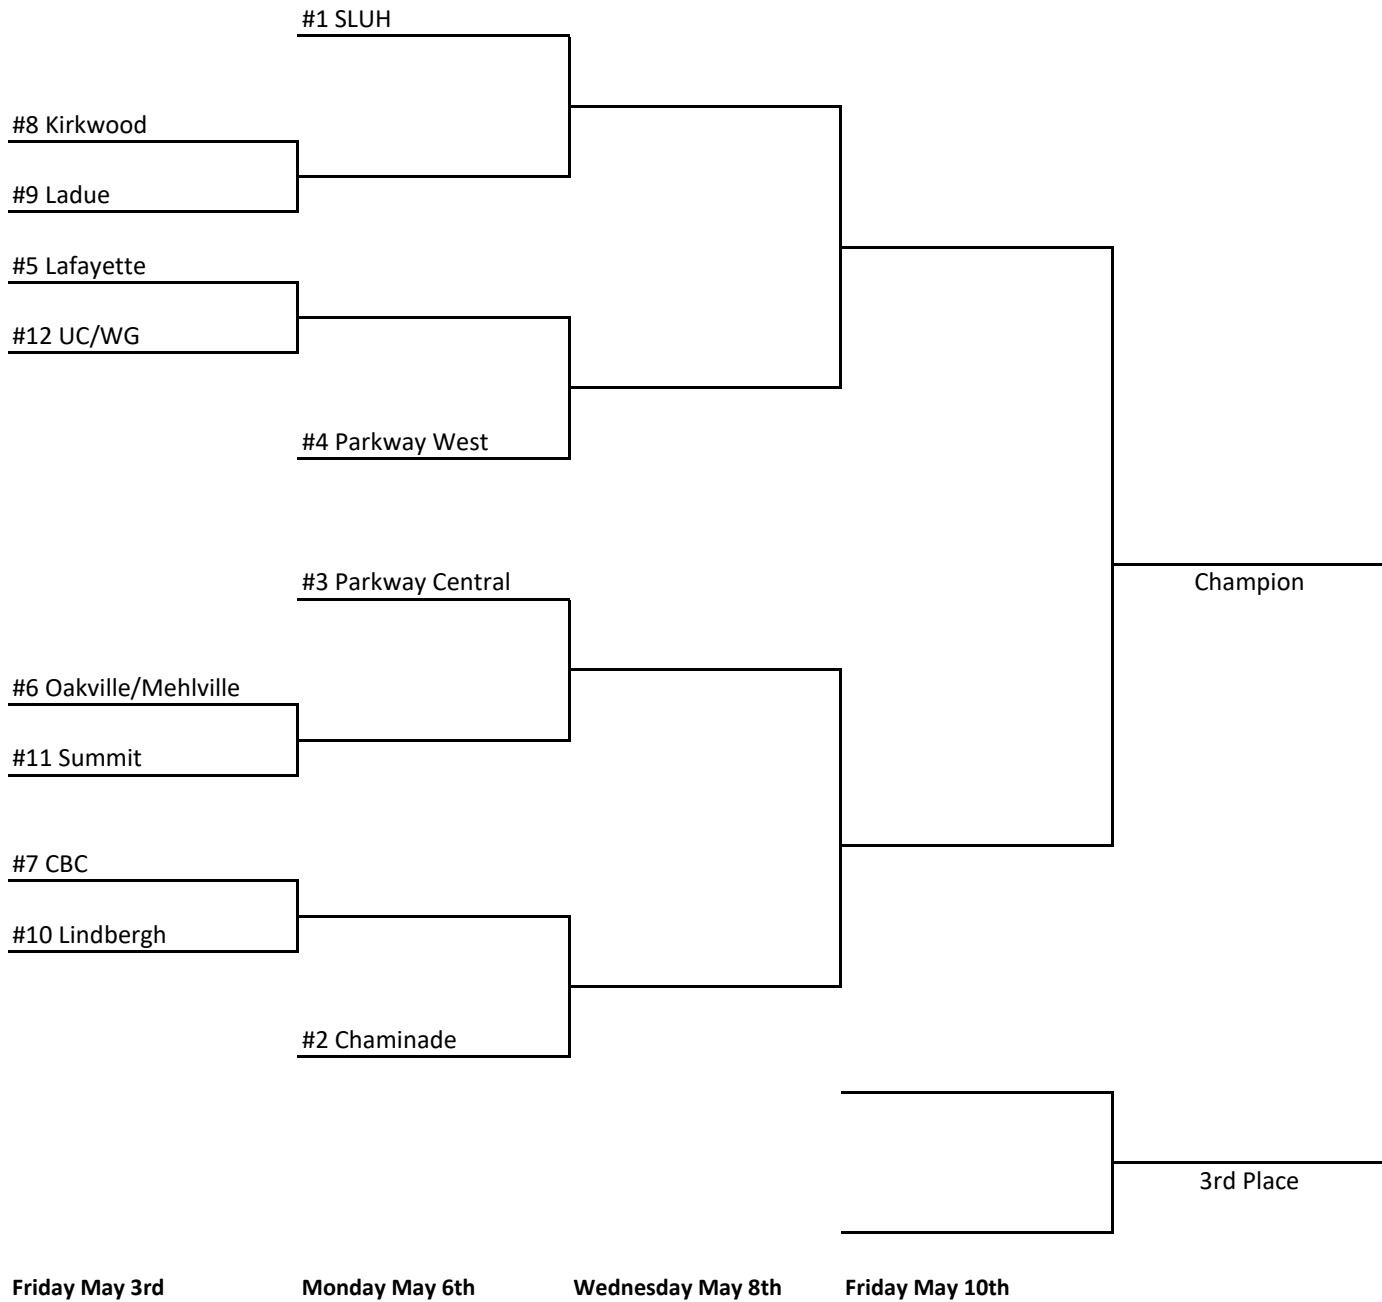 #1 SLUH
#8 Kirkwood
#9 Ladue
#5 Lafayette
#12 UC/WG
#4 Parkway West
#3 Parkway Central
Champion
#6 Oakville/Mehlville
#11 Summit
#7 CBC
#10 Lindbergh
#2 Chaminade
3rd Place
Friday May 3rd
Monday May 6th
Wednesday May 8th
Friday May 10th